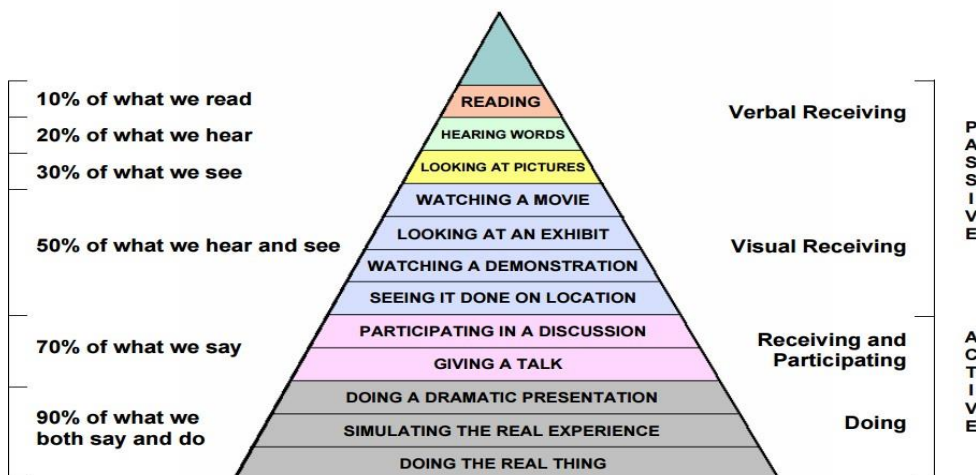 10% of what we read
20% of what we hear
30% of what we see
50% of what we hear and see
70% of what we say
90% of what we
both say and do
READING
HEARING WORDS
LOOKING AT PICTURES
WATCHING A MOVIE
LOOKING AT AN EXHIBIT
WATCHING A DEMONSTRATION
SEEING IT DONE ON LOCATION
PARTICIPATING IN A DISCUSSION
GIVING A TALK
DOING A DRAMATIC PRESENTATION
SIMULATING THE REAL EXPERIENCE
DOING THE REAL THING
Verbal Receiving
Visual Receiving
Receiving and
Participating
Doing
PASSIVE
ACTIVE